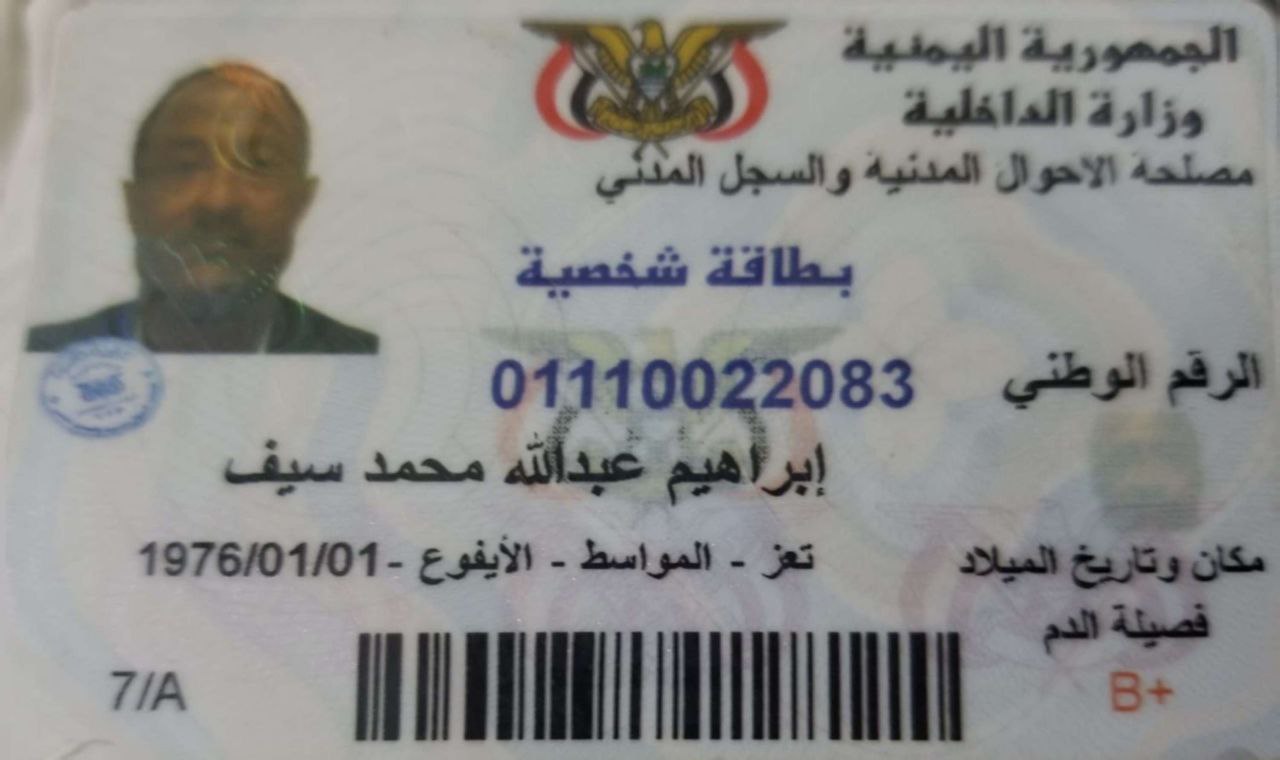 الجمهورية اليمنية
وزارة الداخلية
مصلحة الاحوال المدنية والسجل المدني
بطاقة شخصية
الرقم الوطني 01110022083
إبراهيم عبدالله محمد سيف
مكان وتاريخ الميلاد تعز - المواسط - الأيفوع - 1976/01/01
فصيلة الدم
B+
7/A